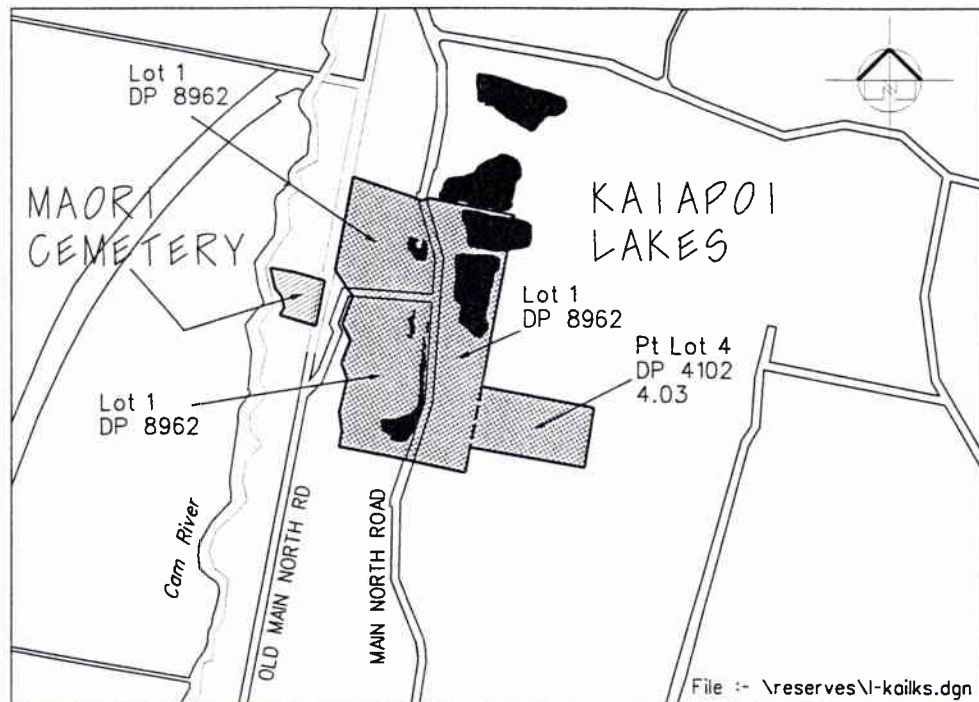 Lot 1
DP 8962
MAORI
CEMETERY
KAIAPOI
LAKES
Lot 1
DP 8962
Pt Lot 4
DP 4102
4.03
Lot 1
DP 8962
Cam River
OLD MAIN NORTH RD
MAIN NORTH ROAD
File :- \reserves\l-kailks.dgn